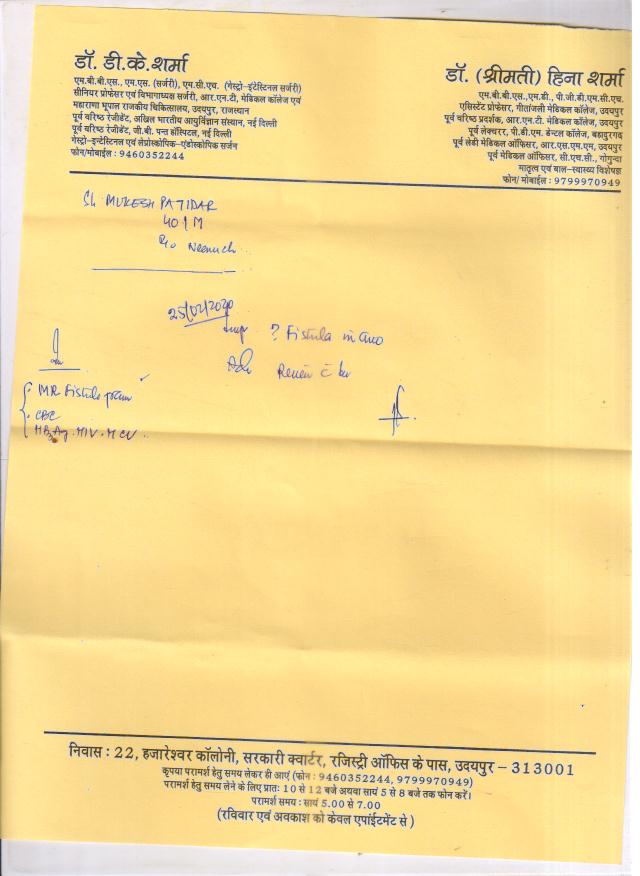 डॉ. डी.के.शर्मा
एम.बी.बी.एस., एम.एस. (सर्जरी), एम.सी.एच. (गेस्ट्रो-इंटेस्टिनल सर्जरी)
सीनियर प्रोफेसर एवं विभागाध्यक्ष सर्जरी, आर.एन.टी. मेडिकल कॉलेज एवं
महाराणा भूपाल राजकीय चिकित्सालय, उदयपुर, राजस्थान
पूर्व वरिष्ठ रेजीडेंट, अखिल भारतीय आयुर्विज्ञान संस्थान, नई दिल्ली
पूर्व वरिष्ठ रेजीडेंट, जी.बी. पन्त हॉस्पिटल, नई दिल्ली
गेस्ट्रो-इन्टेस्टिनल एवं लेप्रोस्कोपिक-एंडोस्कोपिक सर्जन
फोन/मोबाईल : 9460352244
डॉ. (श्रीमती) हिना शर्मा
एम.बी.बी.एस.,एम.डी., पी.जी.डी.एम.सी.एच.
एसिस्टेंट प्रोफेसर, गीतांजली मेडिकल कॉलेज, उदयपुर
पूर्व वरिष्ठ प्रदर्शक, आर.एन.टी. मेडिकल कॉलेज, उदयपुर
पूर्व लेक्चरर, पी.डी.एम. डेन्टल कॉलेज, बहादुरगढ़
पूर्व लेडी मेडिकल ऑफिसर, आर.एस.एम.एम, उदयपुर
पूर्व मेडिकल ऑफिसर, सी.एच.सी., गोगुन्दा
मातृत्व एवं बाल-स्वास्थ्य विशेषज्ञ
फोन/ मोबाईल : 9799970949
Sh. MUKESH PATIDAR
40/M
R/o Neemuch
25/02/2020
Imp ? Fistula in ano
Adv Review c̄ Inv
MR Fistulogram
CBC
HBsAg. HIV. HCV.
निवास : 22, हजारेश्वर कॉलोनी, सरकारी क्वार्टर, रजिस्ट्री ऑफिस के पास, उदयपुर – 313001
कृपया परामर्श हेतु समय लेकर ही आएं (फोन : 9460352244, 9799970949)
परामर्श हेतु समय लेने के लिए प्रातः 10 से 12 बजे अथवा सायं 5 से 8 बजे तक फोन करें।
परामर्श समय : सायं 5.00 से 7.00
(रविवार एवं अवकाश को केवल एपांईटमेंट से )